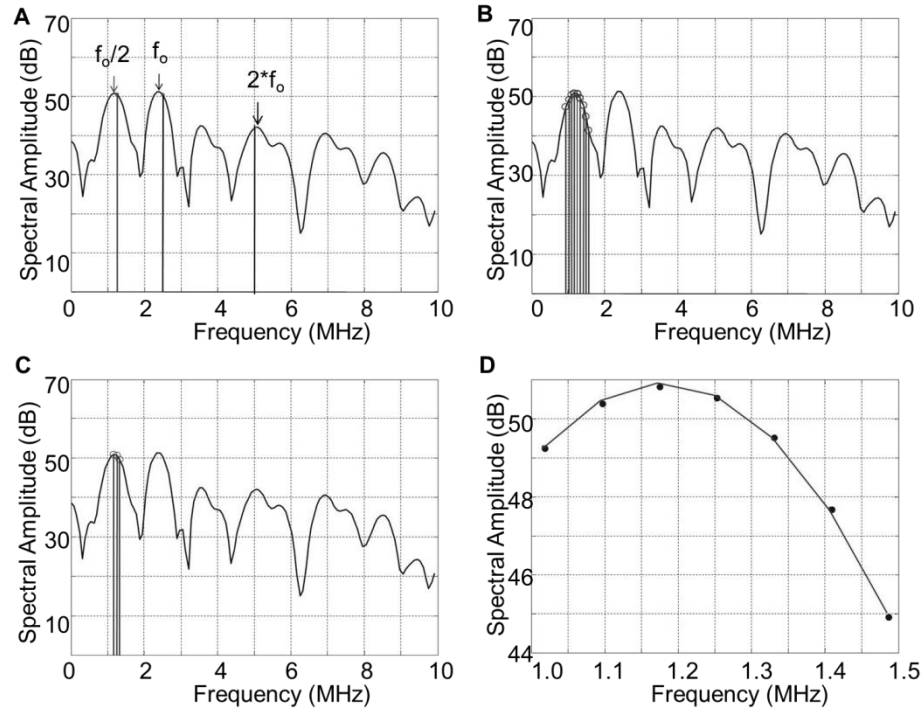 A
Spectral Amplitude (dB)
70
50
30
10
f_o/2
f_o
2*f_o
0 2 4 6 8 10
Frequency (MHz)
B
Spectral Amplitude (dB)
70
50
30
10
0 2 4 6 8 10
Frequency (MHz)
C
Spectral Amplitude (dB)
70
50
30
10
0 2 4 6 8 10
Frequency (MHz)
D
Spectral Amplitude (dB)
50
48
46
44
1.0 1.1 1.2 1.3 1.4 1.5
Frequency (MHz)